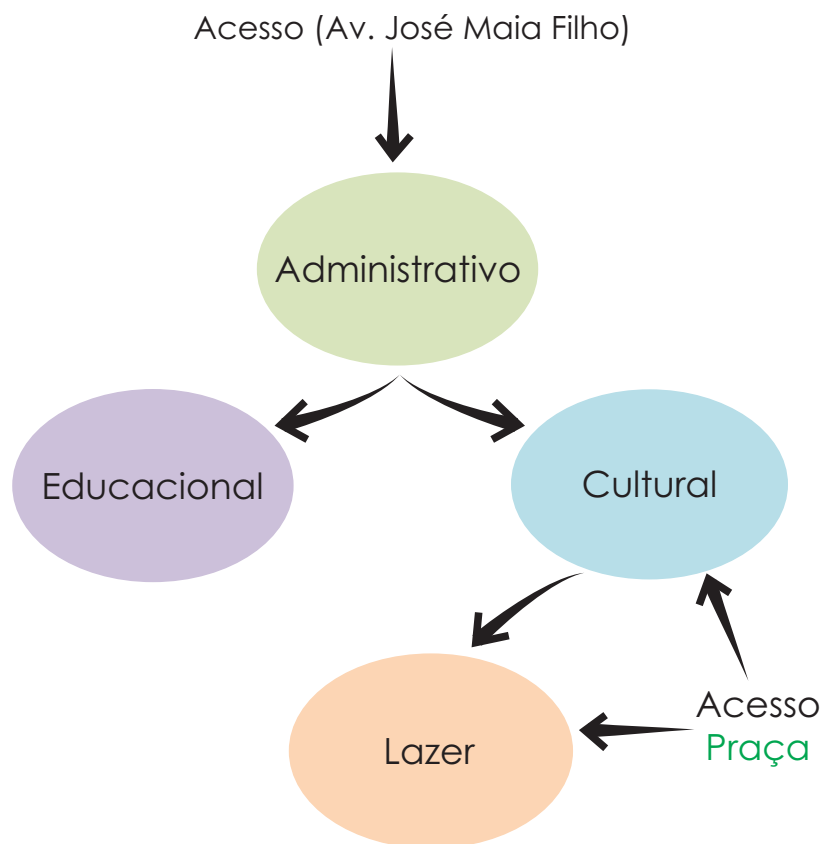 Acesso (Av. José Maia Filho)
Administrativo
Educacional
Cultural
Lazer
Acesso
Praça